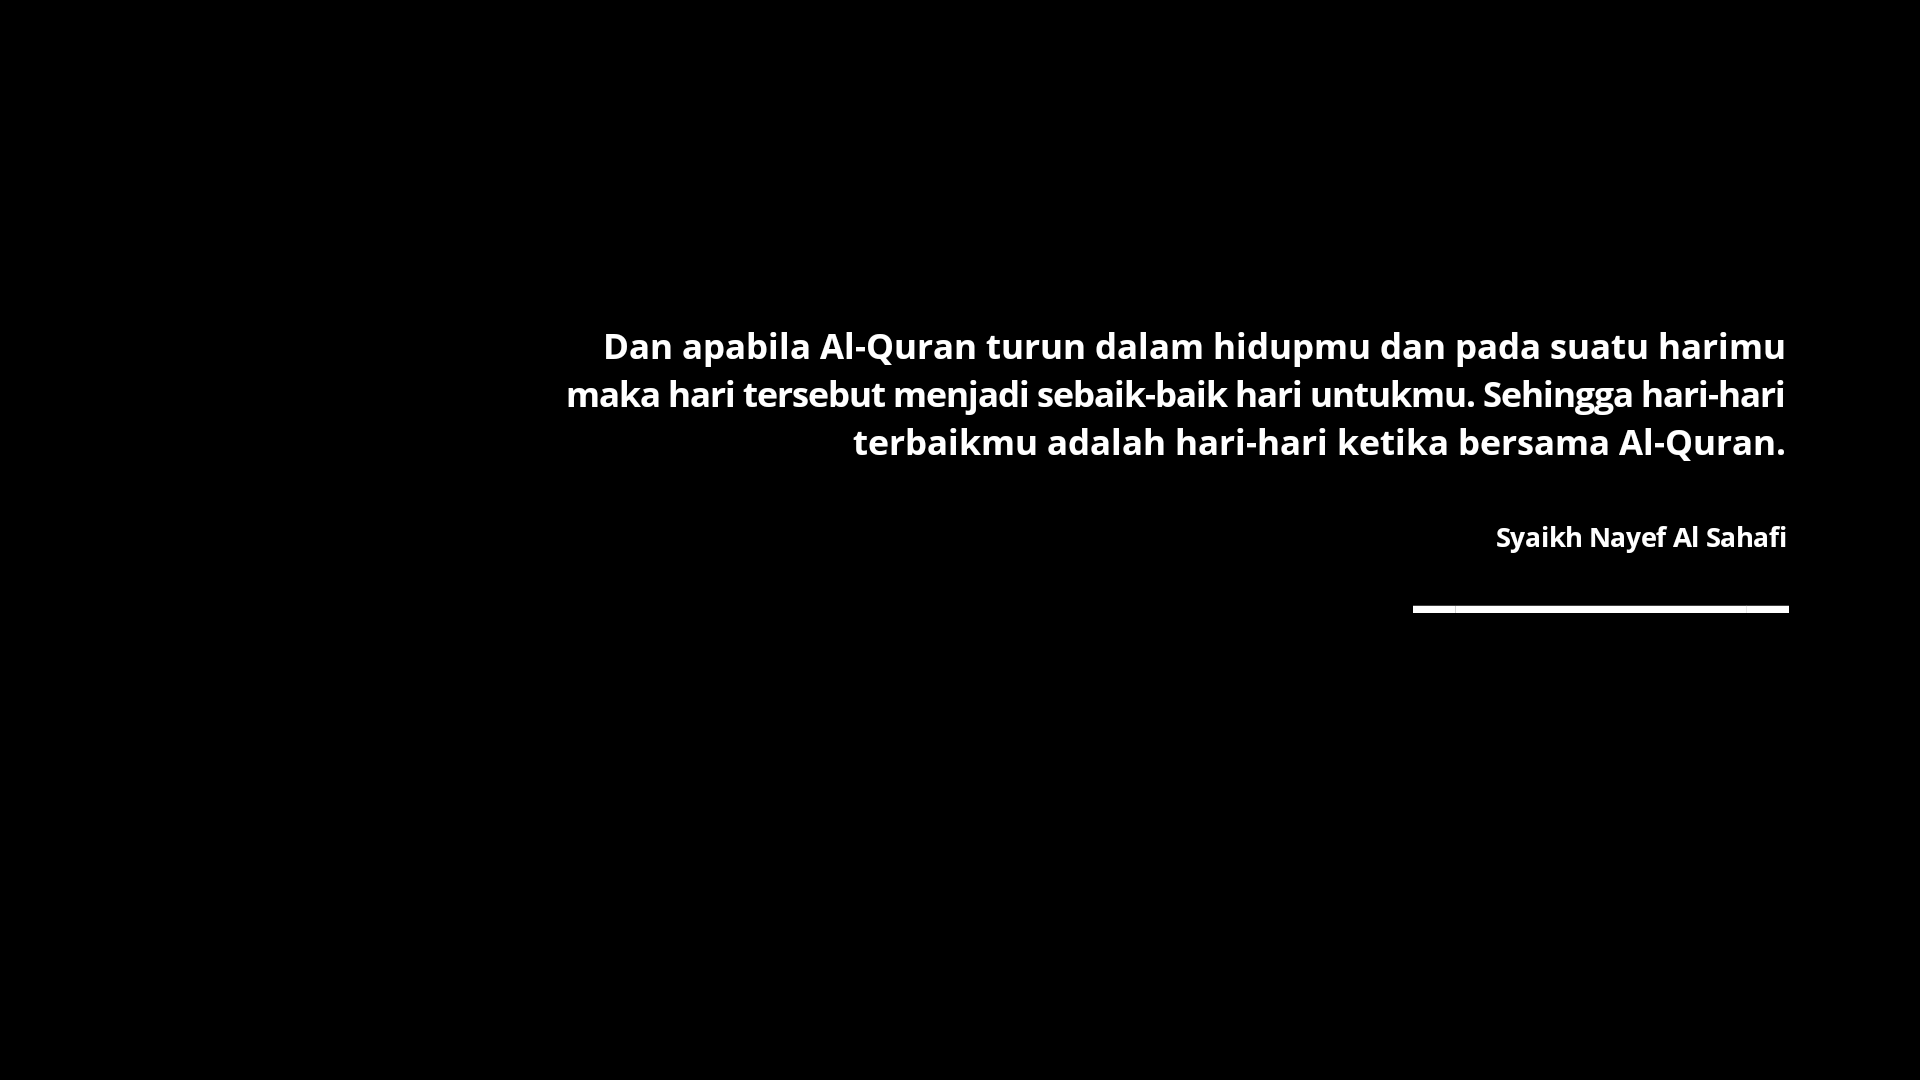 Dan apabila Al-Quran turun dalam hidupmu dan pada suatu harimu
maka hari tersebut menjadi sebaik-baik hari untukmu. Sehingga hari-hari
terbaikmu adalah hari-hari ketika bersama Al-Quran.
Syaikh Nayef Al Sahafi